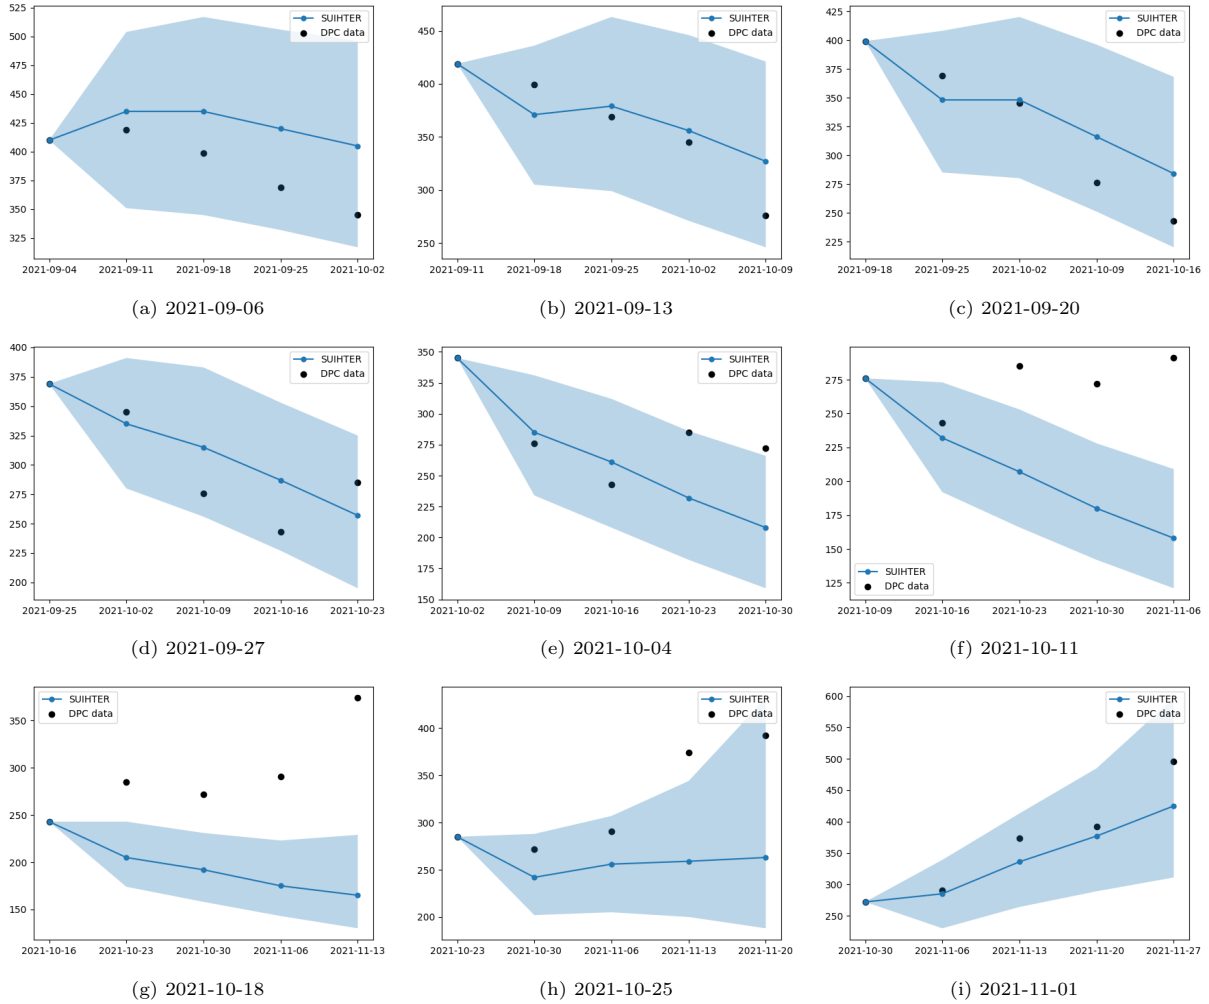 525
500
475
450
425
400
375
350
325
SUIHTER
DPC data
2021-09-04 2021-09-11 2021-09-18 2021-09-25 2021-10-02
(a) 2021-09-06
450
400
350
300
250
SUIHTER
DPC data
2021-09-11 2021-09-18 2021-09-25 2021-10-02 2021-10-09
(b) 2021-09-13
425
400
375
350
325
300
275
250
225
SUIHTER
DPC data
2021-09-18 2021-09-25 2021-10-02 2021-10-09 2021-10-16
(c) 2021-09-20
400
375
350
325
300
275
250
225
200
SUIHTER
DPC data
2021-09-25 2021-10-02 2021-10-09 2021-10-16 2021-10-23
(d) 2021-09-27
350
325
300
275
250
225
200
175
150
SUIHTER
DPC data
2021-10-02 2021-10-09 2021-10-16 2021-10-23 2021-10-30
(e) 2021-10-04
275
250
225
200
175
150
125
SUIHTER
DPC data
2021-10-09 2021-10-16 2021-10-23 2021-10-30 2021-11-06
(f) 2021-10-11
350
300
250
200
150
SUIHTER
DPC data
2021-10-16 2021-10-23 2021-10-30 2021-11-06 2021-11-13
(g) 2021-10-18
400
350
300
250
200
SUIHTER
DPC data
2021-10-23 2021-10-30 2021-11-06 2021-11-13 2021-11-20
(h) 2021-10-25
600
550
500
450
400
350
300
250
SUIHTER
DPC data
2021-10-30 2021-11-06 2021-11-13 2021-11-20 2021-11-27
(i) 2021-11-01